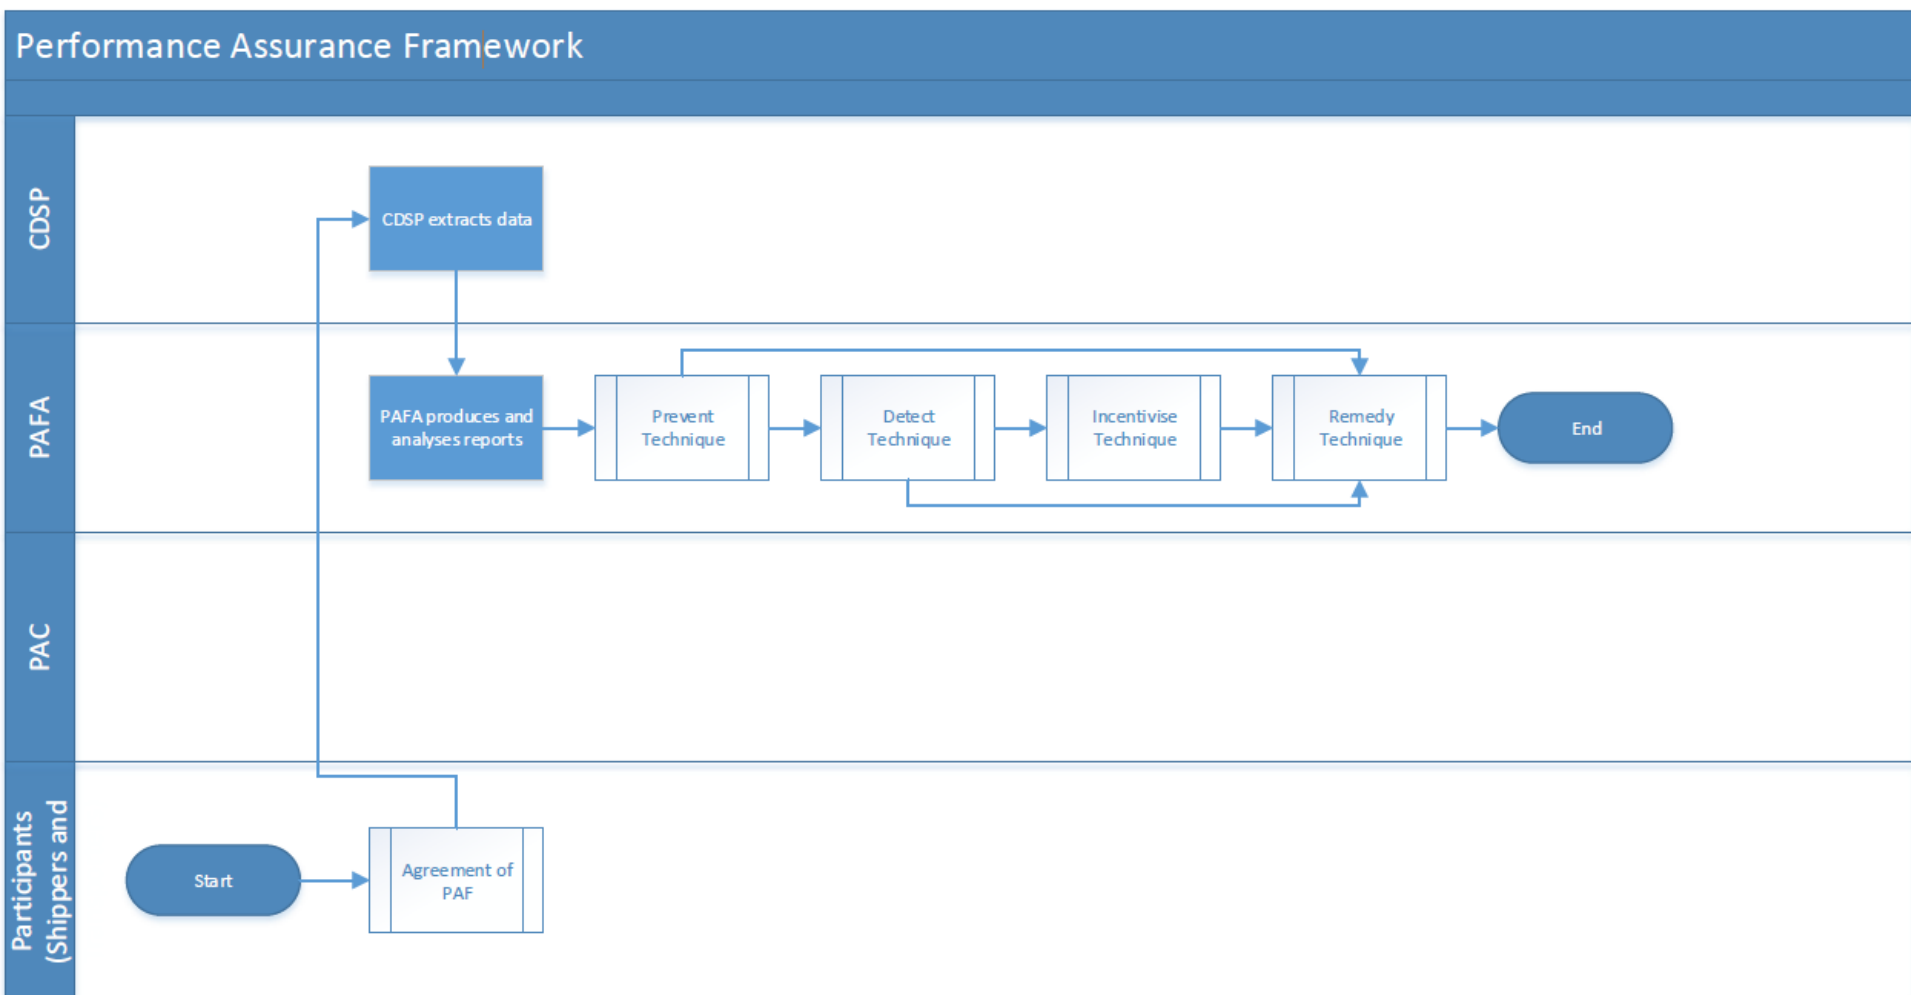 Performance Assurance Framework
CDSP
CDSP extracts data
PAFA
PAFA produces and
analyses reports
Prevent
Technique
Detect
Technique
Incentivise
Technique
Remedy
Technique
End
PAC
Participants
(Shippers and
Start
Agreement of
PAF